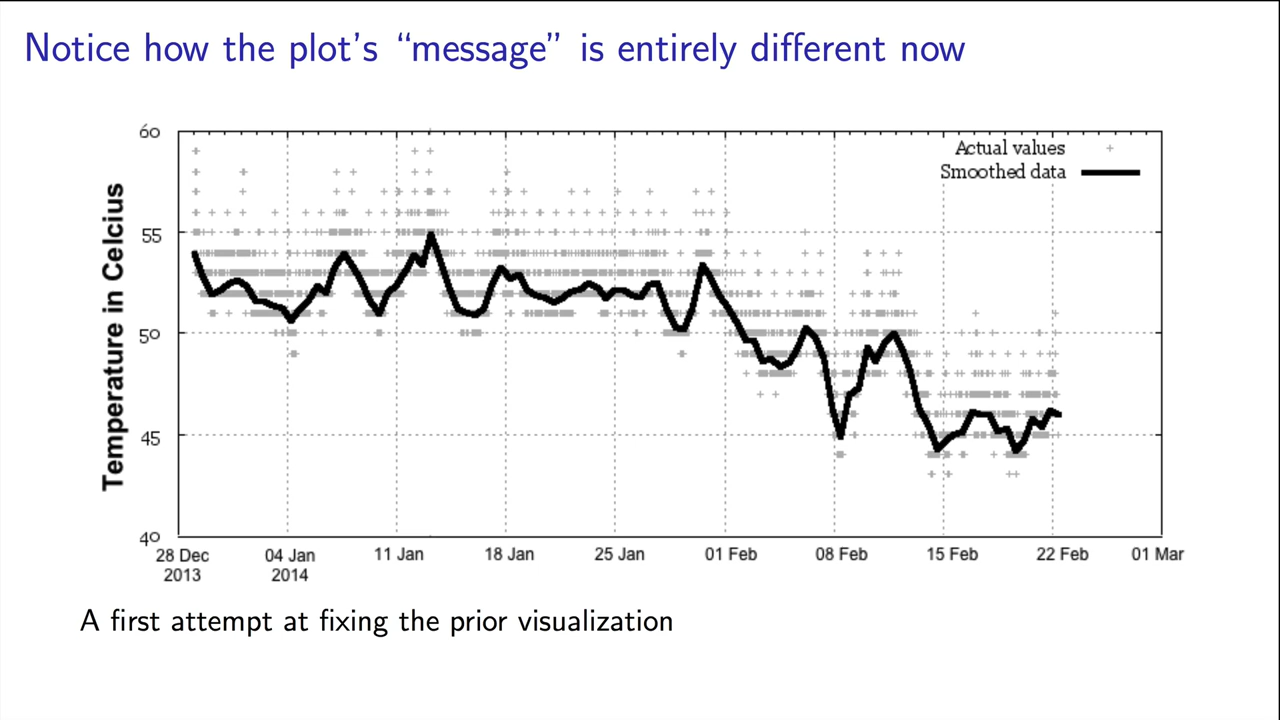 Notice how the plot's “message” is entirely different now
60
Actual values
Smoothed data
55
50
45
40
Temperature in Celcius
28 Dec 04 Jan 11 Jan 18 Jan 25 Jan 01 Feb 08 Feb 15 Feb 22 Feb 01 Mar
2013 2014
A first attempt at fixing the prior visualization